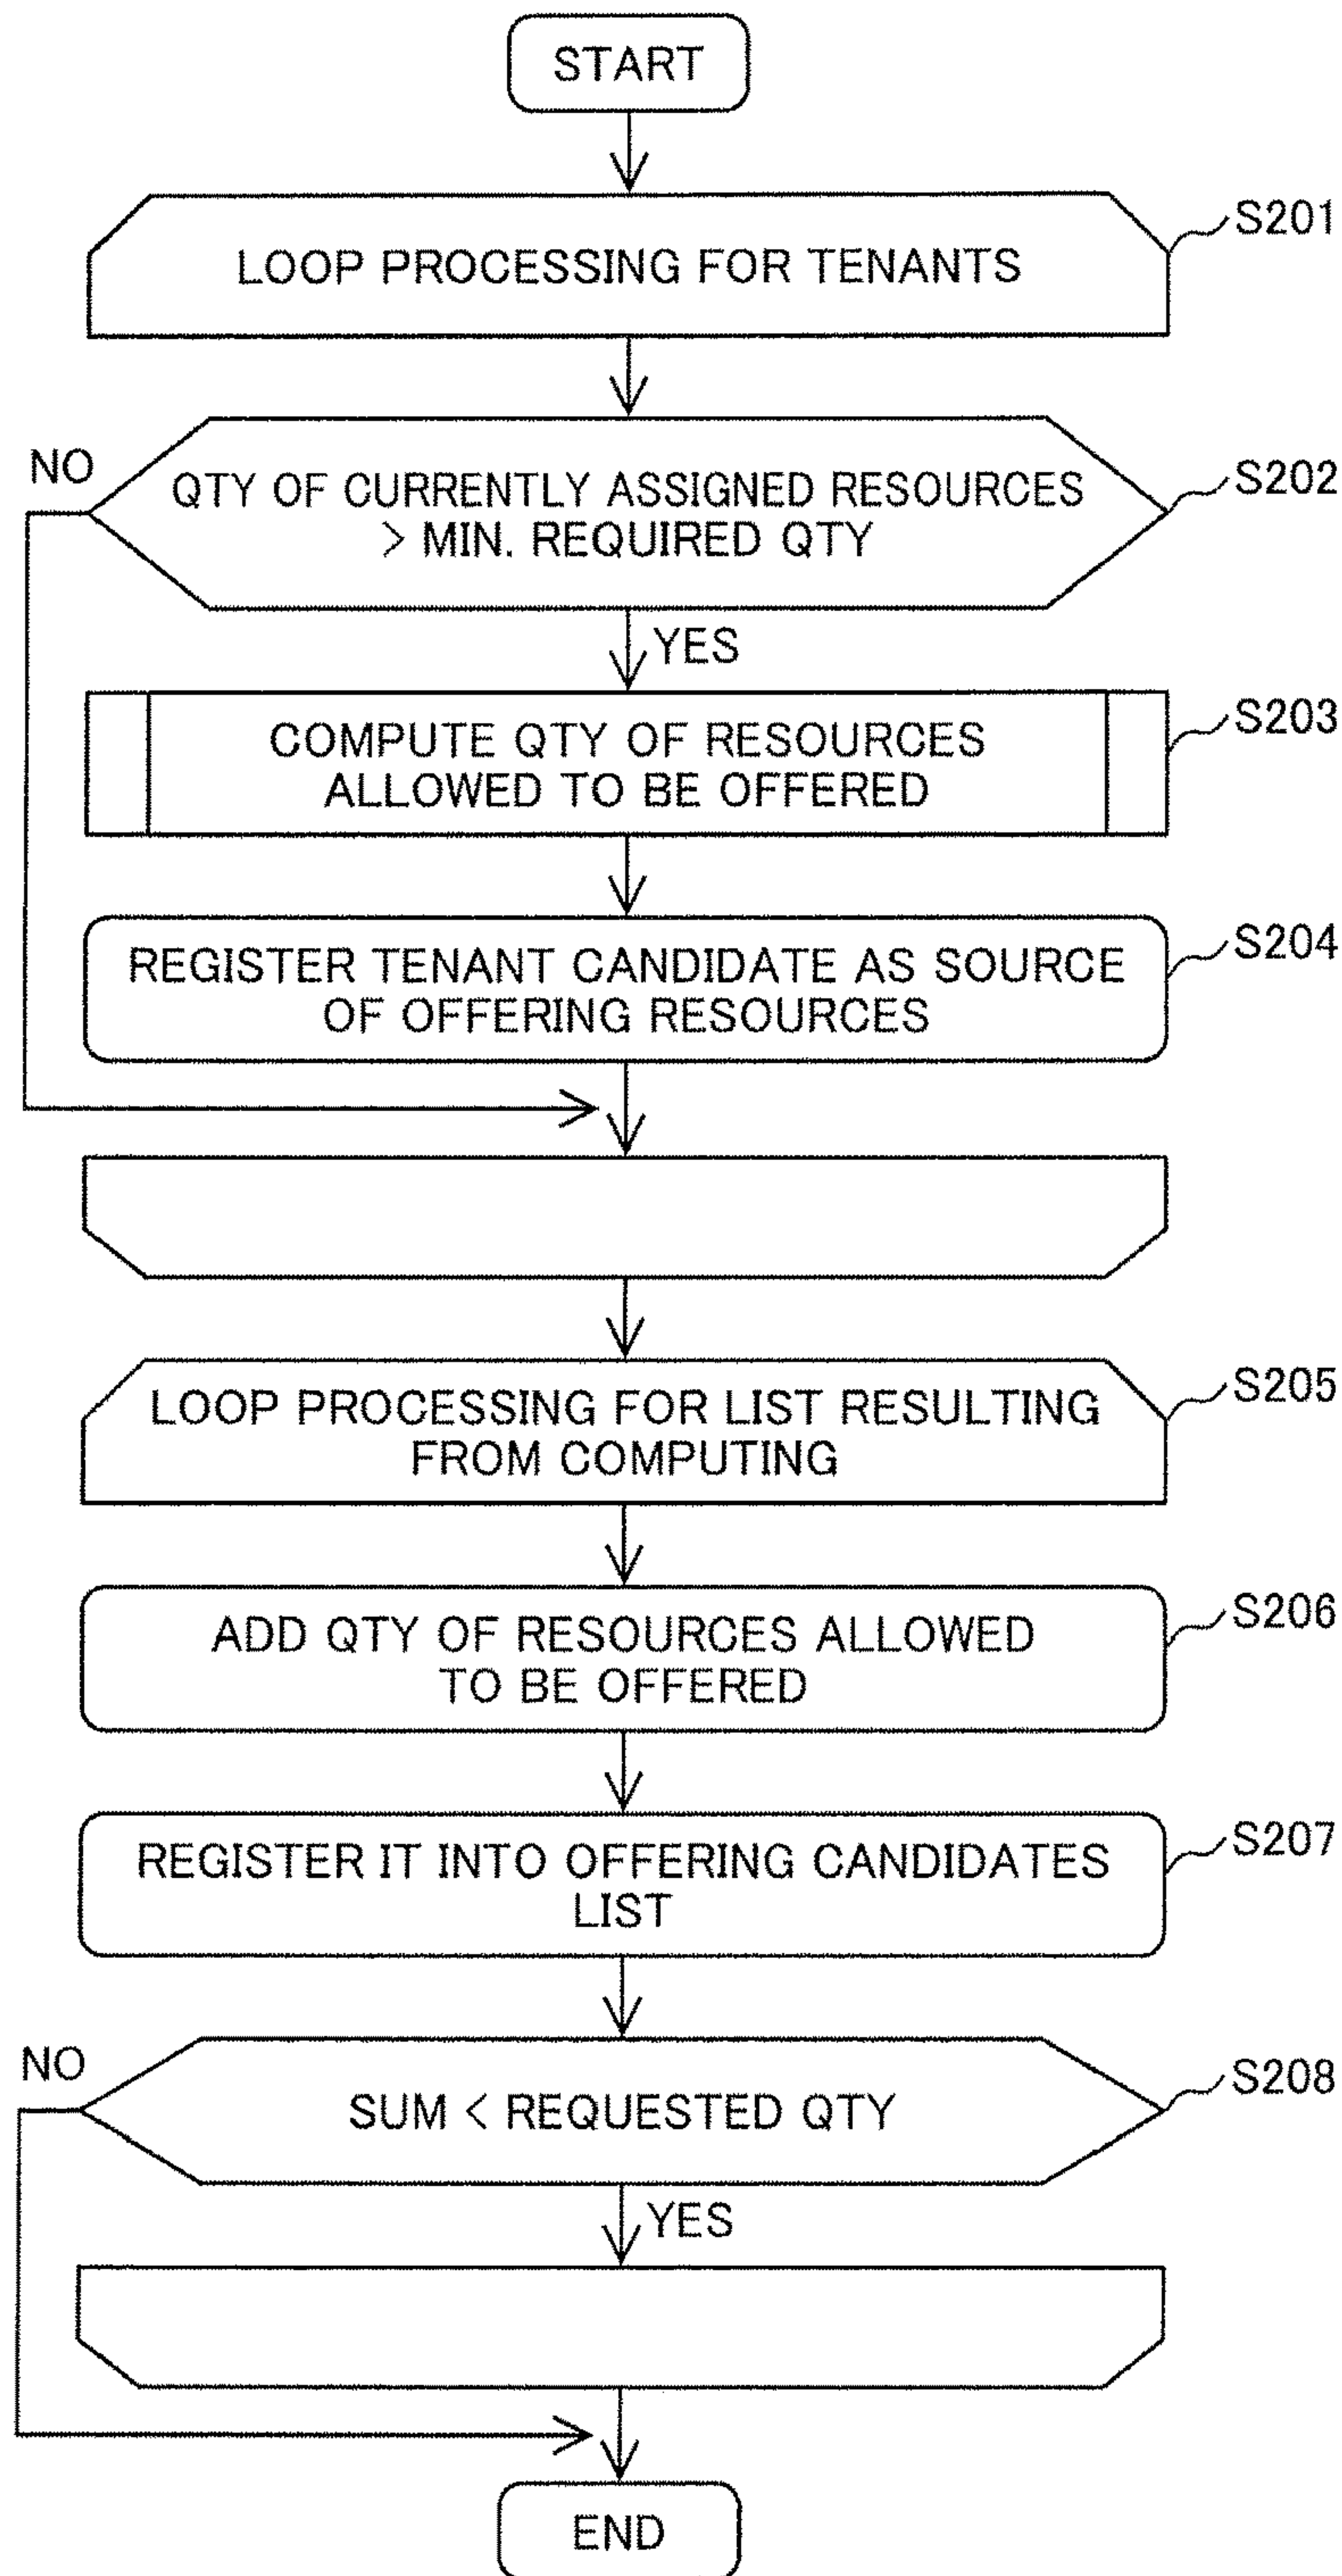 START
S201
LOOP PROCESSING FOR TENANTS
NO
S202
QTY OF CURRENTLY ASSIGNED RESOURCES
> MIN. REQUIRED QTY
YES
S203
COMPUTE QTY OF RESOURCES
ALLOWED TO BE OFFERED
S204
REGISTER TENANT CANDIDATE AS SOURCE
OF OFFERING RESOURCES
S205
LOOP PROCESSING FOR LIST RESULTING
FROM COMPUTING
S206
ADD QTY OF RESOURCES ALLOWED
TO BE OFFERED
S207
REGISTER IT INTO OFFERING CANDIDATES
LIST
NO
S208
SUM < REQUESTED QTY
YES
END